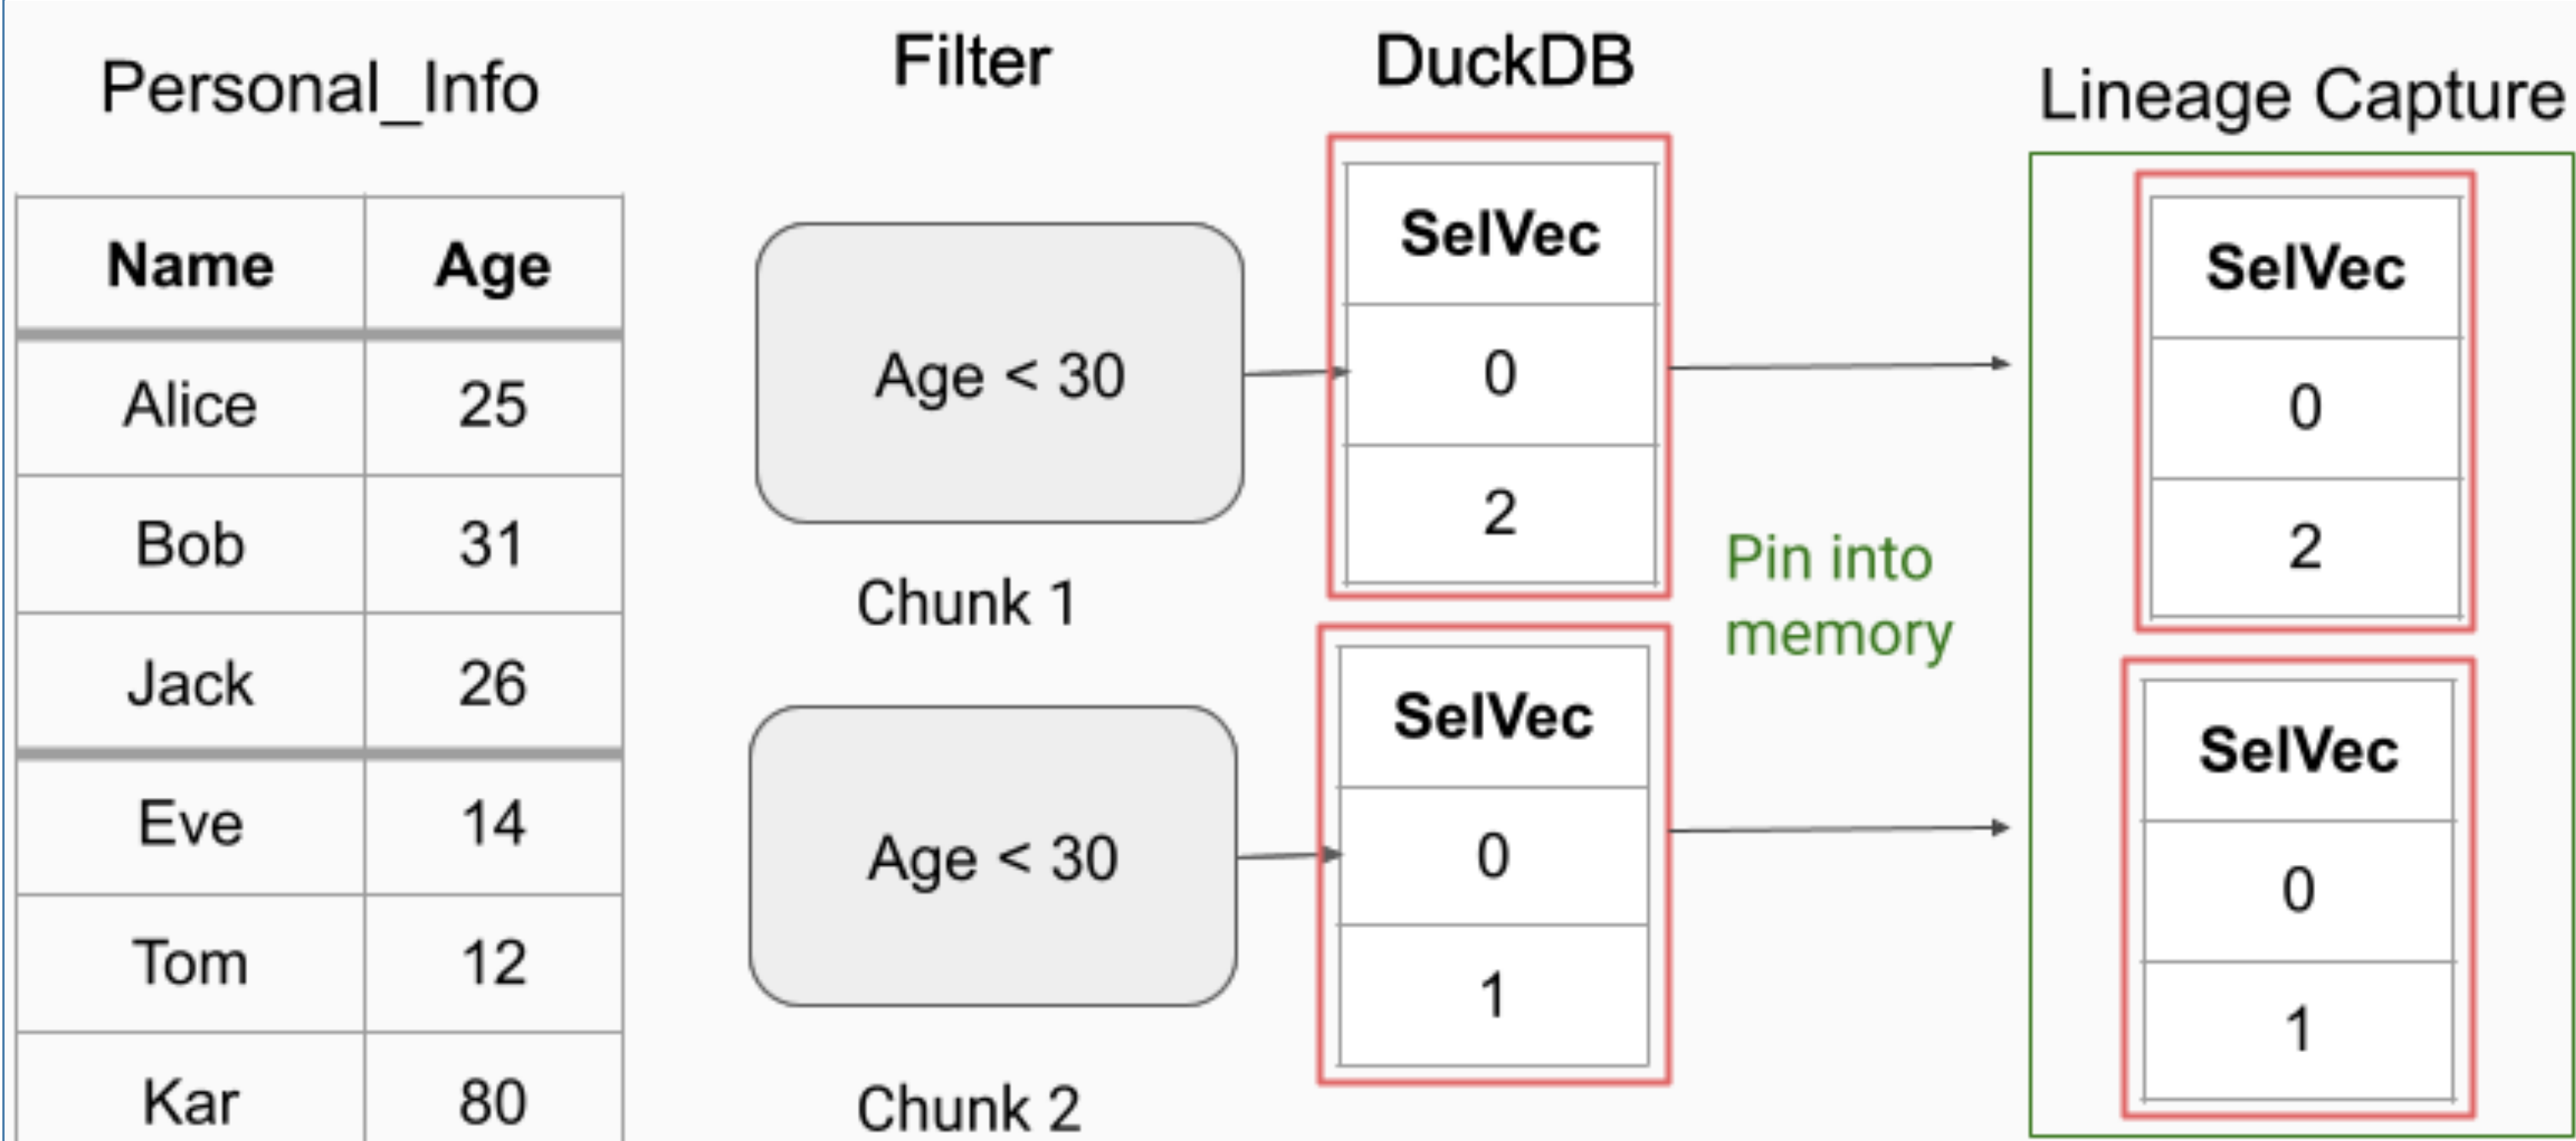 Personal_Info
Name Age
Alice 25
Bob 31
Jack 26
Eve 14
Tom 12
Kar 80
Filter
Age < 30
Chunk 1
Age < 30
Chunk 2
DuckDB
SelVec
0
2
SelVec
0
1
Pin into
memory
Lineage Capture
SelVec
0
2
SelVec
0
1